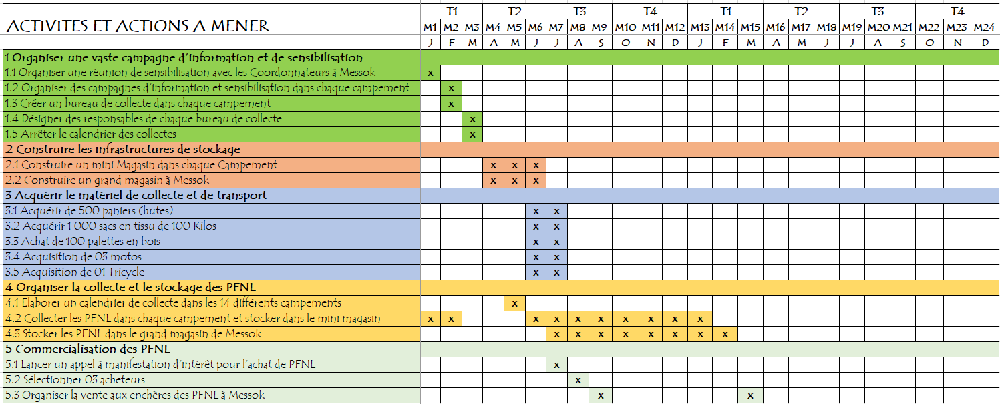 T1 T2 T3 T4 T1 T2 T3 T4
ACTIVITES ET ACTIONS A MENER
M1 M2 M3 M4 M5 M6 M7 M8 M9 M10 M11 M12 M13 M14 M15 M16 M17 M18 M19 M20 M21 M22 M23 M24
J F M A M J J A S O N D J F M A M J J A S O N D
1 Organiser une vaste campagne d'information et de sensibilisation
1.1 Organiser une réunion de sensibilisation avec les Coordonnateurs à Messok x
1.2 Organiser des campagnes d'information et sensibilisation dans chaque campement x
1.3 Créer un bureau de collecte dans chaque campement x
1.4 Désigner des responsables de chaque bureau de collecte x
1.5 Arrêter le calendrier des collectes x
2 Construire les infrastructures de stockage
2.1 Construire un mini Magasin dans chaque Campement x x x
2.2 Construire un grand magasin à Messok x x x
3 Acquérir le matériel de collecte et de transport
3.1 Acquérir de 500 paniers (hutes) x x
3.2 Acquérir 1 000 sacs en tissu de 100 Kilos x x
3.3 Achat de 100 palettes en bois x x
3.4 Acquisition de 03 motos x x
3.5 Acquisition de 01 Tricycle x x
4 Organiser la collecte et le stockage des PFNL
4.1 Elaborer un calendrier de collecte dans les 14 différents campements x
4.2 Collecter les PFNL dans chaque campement et stocker dans le mini magasin x x x x x x x x x x
4.3 Stocker les PFNL dans le grand magasin de Messok x x x x x x x x
5 Commercialisation des PFNL
5.1 Lancer un appel à manifestation d'intérêt pour l'achat de PFNL x
5.2 Sélectionner 03 acheteurs x
5.3 Organiser la vente aux enchères des PFNL à Messok x x